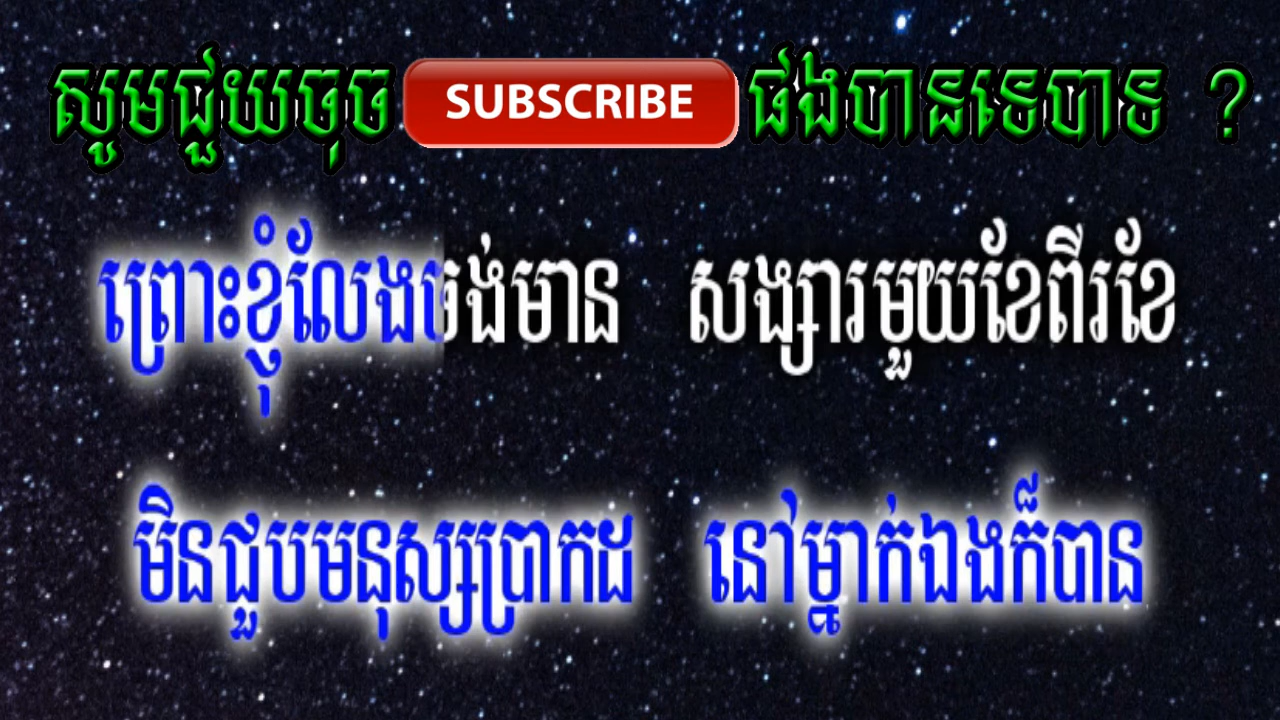 សូមជួយចុច SUBSCRIBE ផងបានទេបាទ ?
ព្រោះខ្ញុំលែងចង់មាន សង្សារមួយខែពីរខែ
មិនជួបមនុស្សប្រាកដ នៅម្នាក់ឯងក៏បាន